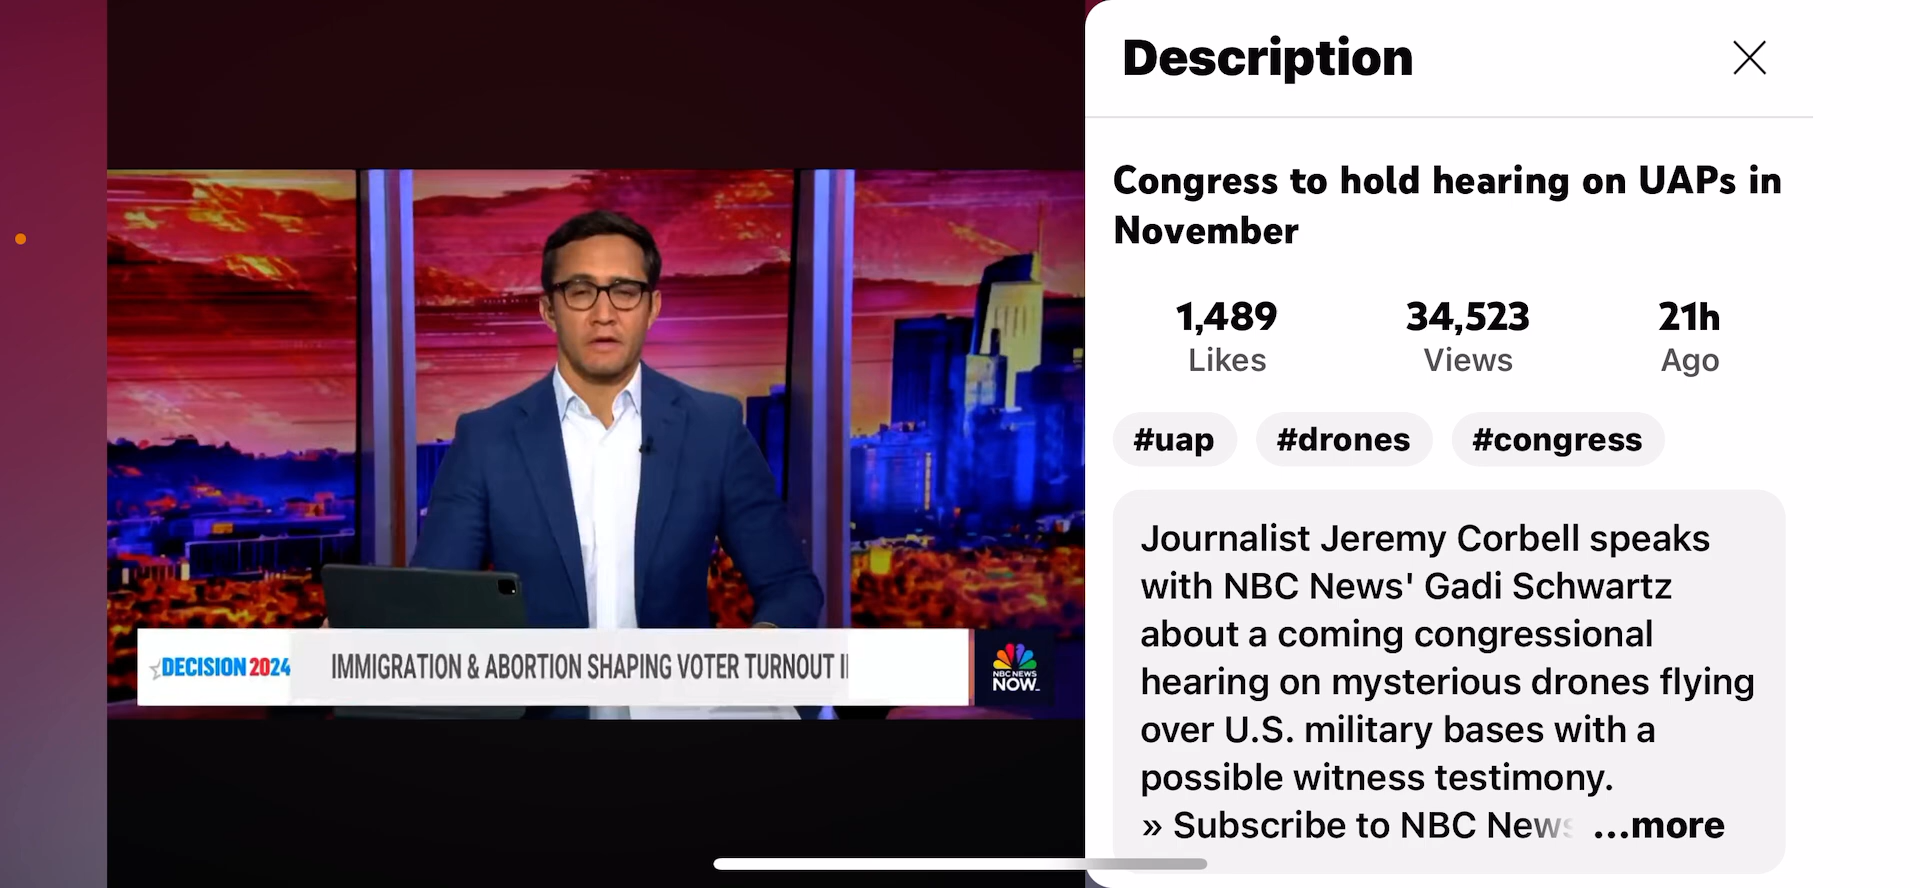 DECISION 2024
IMMIGRATION & ABORTION SHAPING VOTER TURNOUT
NBC NEWS
NOW
Description
Congress to hold hearing on UAPs in
November
1,489
Likes
34,523
Views
21h
Ago
#uap
#drones
#congress
Journalist Jeremy Corbell speaks
with NBC News' Gadi Schwartz
about a coming congressional
hearing on mysterious drones flying
over U.S. military bases with a
possible witness testimony.
» Subscribe to NBC News ...more